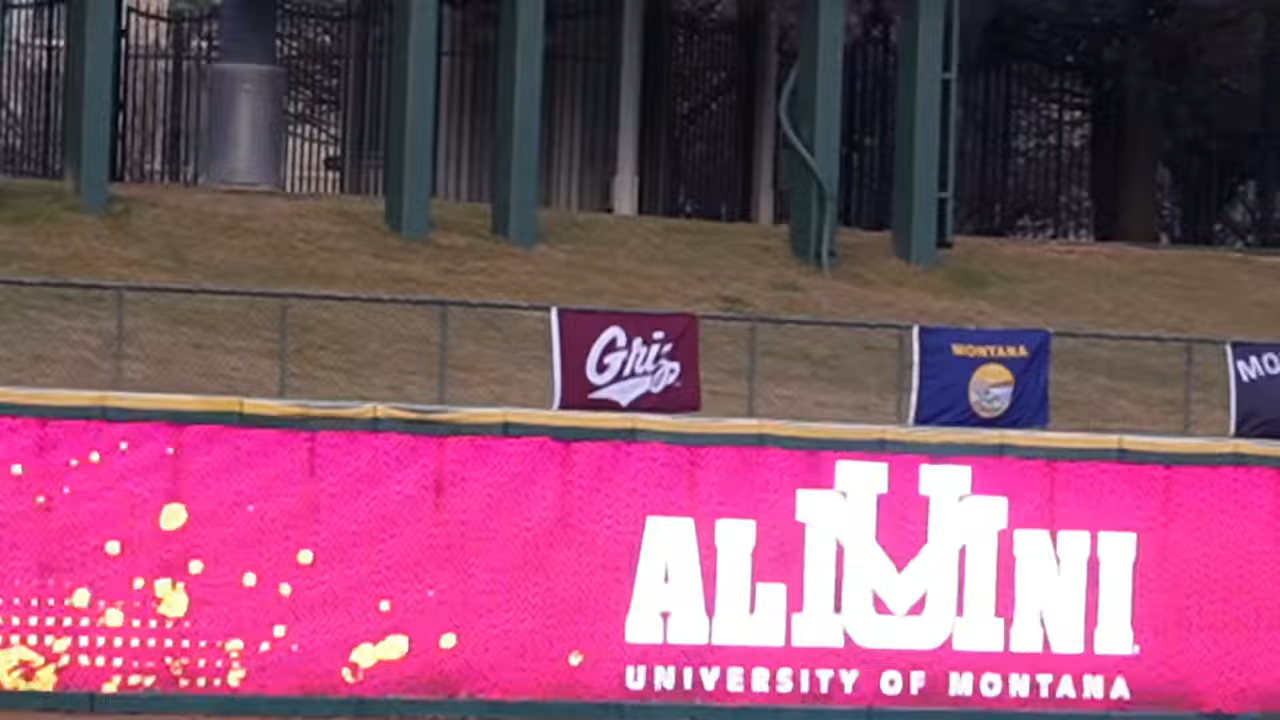 Griz
MONTANA
MO
ALUMNI
UNIVERSITY OF MONTANA